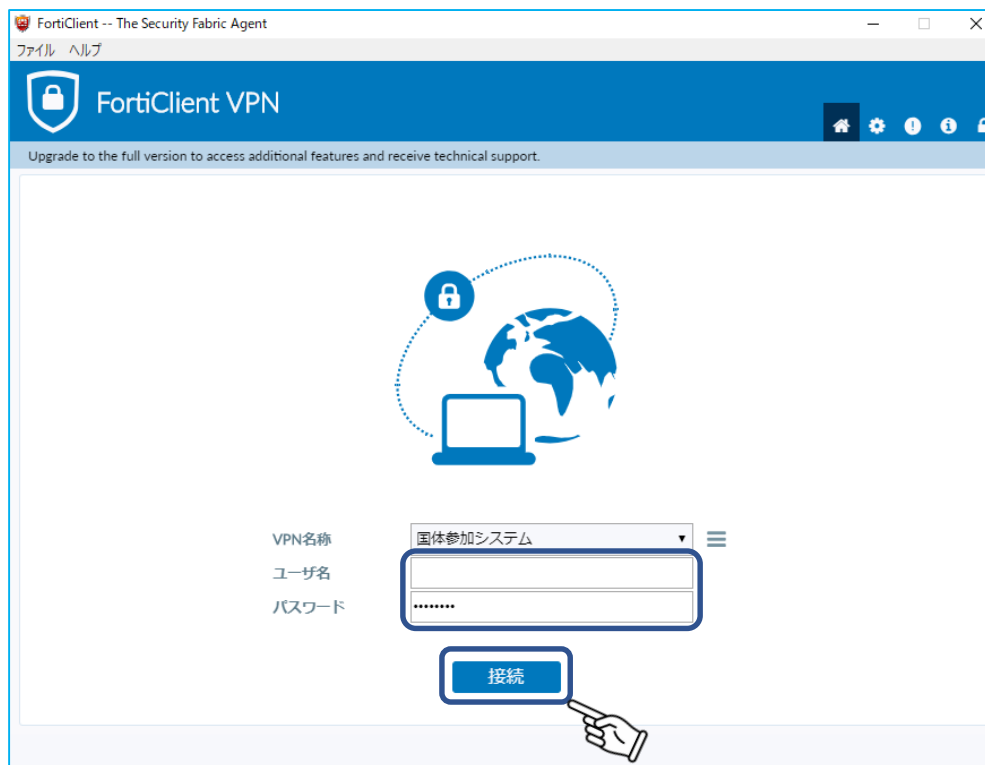 FortiClient -- The Security Fabric Agent
ファイル ヘルプ
FortiClient VPN
Upgrade to the full version to access additional features and receive technical support.
VPN名称 国体参加システム
ユーザ名
パスワード ••••••••
接続